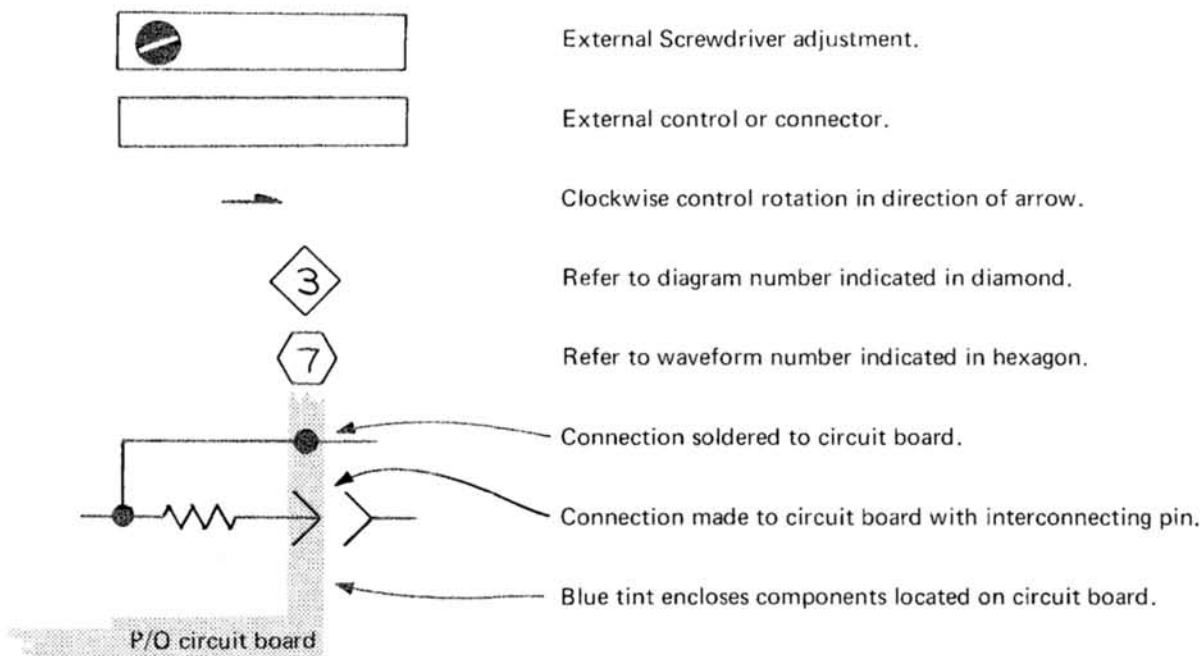 External Screwdriver adjustment.
External control or connector.
Clockwise control rotation in direction of arrow.
3
Refer to diagram number indicated in diamond.
7
Refer to waveform number indicated in hexagon.
Connection soldered to circuit board.
Connection made to circuit board with interconnecting pin.
Blue tint encloses components located on circuit board.
P/O circuit board